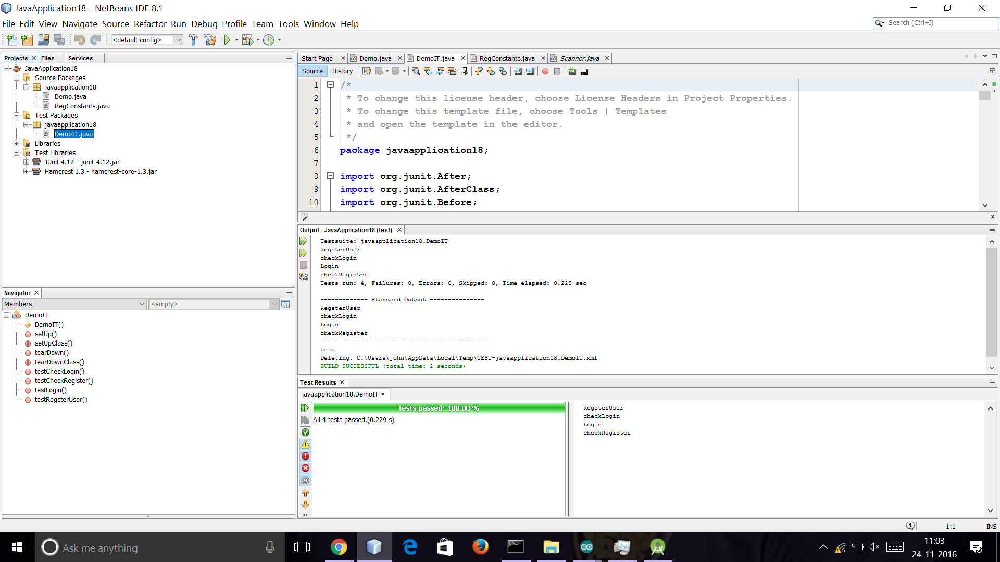 JavaApplication18 - NetBeans IDE 8.1
File Edit View Navigate Source Refactor Run Debug Profile Team Tools Window Help
Search (Ctrl+I)
<default config>
Projects Files Services
JavaApplication18
Source Packages
javaapplication18
Demo.java
RegConstants.java
Test Packages
javaapplication18
DemoIT.java
Libraries
Test Libraries
JUnit 4.12 - junit-4.12.jar
Hamcrest 1.3 - hamcrest-core-1.3.jar
Navigator
Members
<empty>
DemoIT
DemoIT()
setUp()
setUpClass()
tearDown()
tearDownClass()
testCheckLogin()
testCheckRegister()
testLogin()
testRegsterUser()
Start Page Demo.java DemoIT.java RegConstants.java Scanner.java
Source History
1 /*
2 * To change this license header, choose License Headers in Project Properties.
3 * To change this template file, choose Tools | Templates
4 * and open the template in the editor.
5 */
6 package javaapplication18;
7
8 import org.junit.After;
9 import org.junit.AfterClass;
10 import org.junit.Before;
Output - JavaApplication18 (test)
Testsuite: javaapplication18.DemoIT
RegsterUser
checkLogin
Login
checkRegister
Tests run: 4, Failures: 0, Errors: 0, Skipped: 0, Time elapsed: 0.229 sec
------------- Standard Output ---------------
RegsterUser
checkLogin
Login
checkRegister
------------- ---------------- ---------------
test:
Deleting: C:\Users\john\AppData\Local\Temp\TEST-javaapplication18.DemoIT.xml
BUILD SUCCESSFUL (total time: 2 seconds)
Test Results
javaapplication18.DemoIT
Tests passed: 100.00 %
All 4 tests passed.(0.229 s)
RegsterUser
checkLogin
Login
checkRegister
1:1 INS
Ask me anything
11:03
24-11-2016